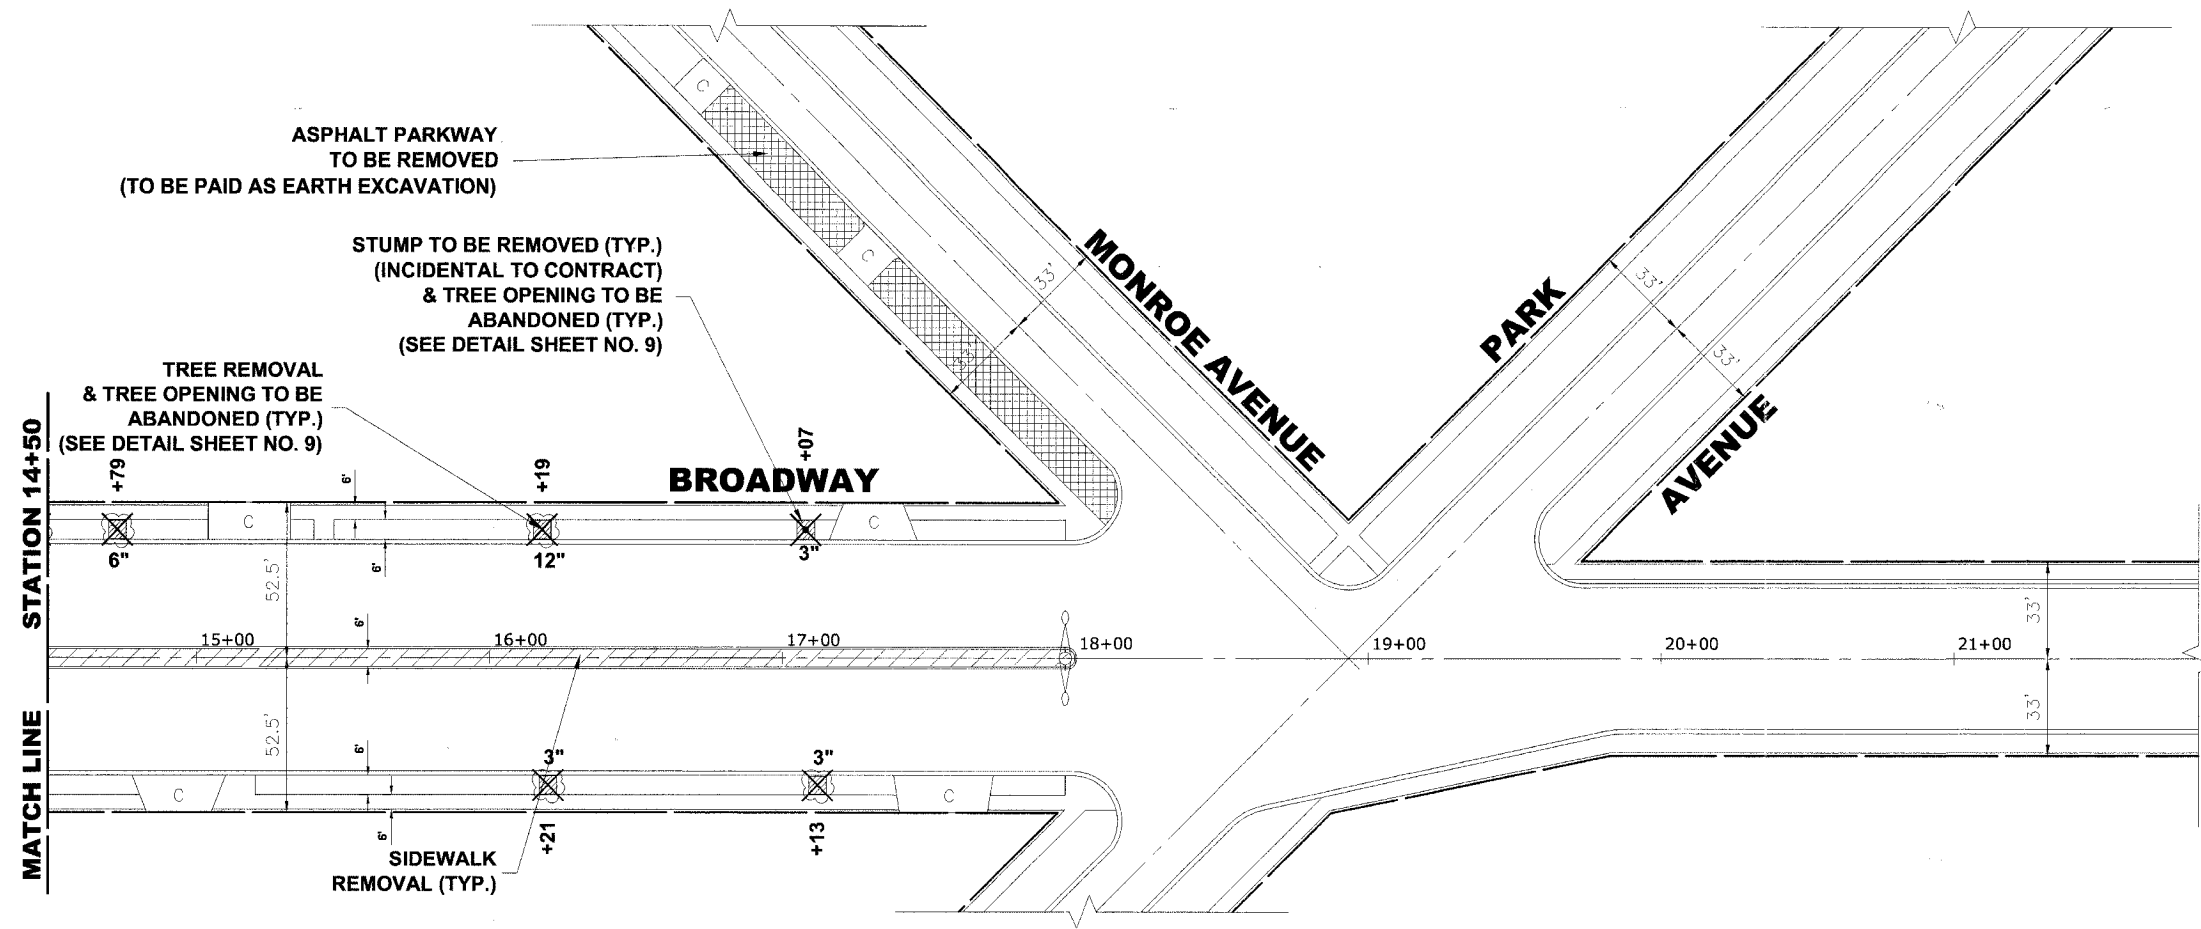 ASPHALT PARKWAY
TO BE REMOVED
(TO BE PAID AS EARTH EXCAVATION)
STUMP TO BE REMOVED (TYP.)
(INCIDENTAL TO CONTRACT)
& TREE OPENING TO BE
ABANDONED (TYP.)
(SEE DETAIL SHEET NO. 9)
TREE REMOVAL
& TREE OPENING TO BE
ABANDONED (TYP.)
(SEE DETAIL SHEET NO. 9)
C
C
33'
33'
MONROE AVENUE
PARK
AVENUE
33'
33'
MATCH LINE STATION 14+50
BROADWAY
+79
+19
+07
6'
C
C
6"
12"
3"
6'
52.5'
6'
15+00
16+00
17+00
18+00
19+00
20+00
21+00
33'
33'
52.5'
6'
3"
3"
C
C
6'
+21
+13
SIDEWALK
REMOVAL (TYP.)